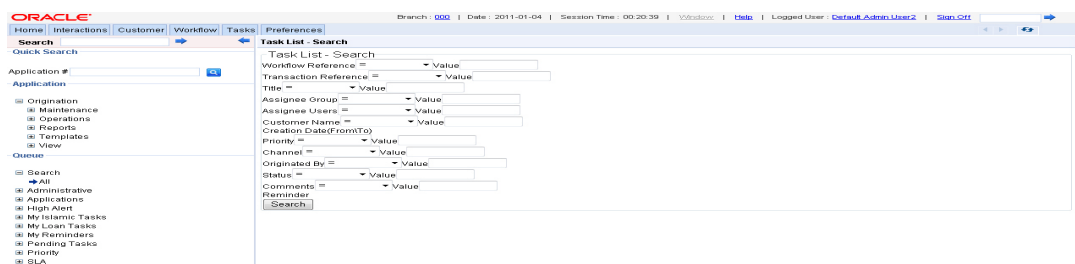 ORACLE
Branch : 000 | Date : 2011-01-04 | Session Time : 00:20:39 | Window | Help | Logged User : Default Admin User2 | Sign Off
Home Interactions Customer Workflow Tasks Preferences
Search
Quick Search
Application #
Application
Origination
Maintenance
Operations
Reports
Templates
View
Queue
Search
All
Administrative
Applications
High Alert
My Islamic Tasks
My Loan Tasks
My Reminders
Pending Tasks
Priority
SLA
Task List - Search
Task List - Search
Workflow Reference = Value
Transaction Reference = Value
Title = Value
Assignee Group = Value
Assignee Users = Value
Customer Name = Value
Creation Date(From\To)
Priority = Value
Channel = Value
Originated By = Value
Status = Value
Comments = Value
Reminder
Search